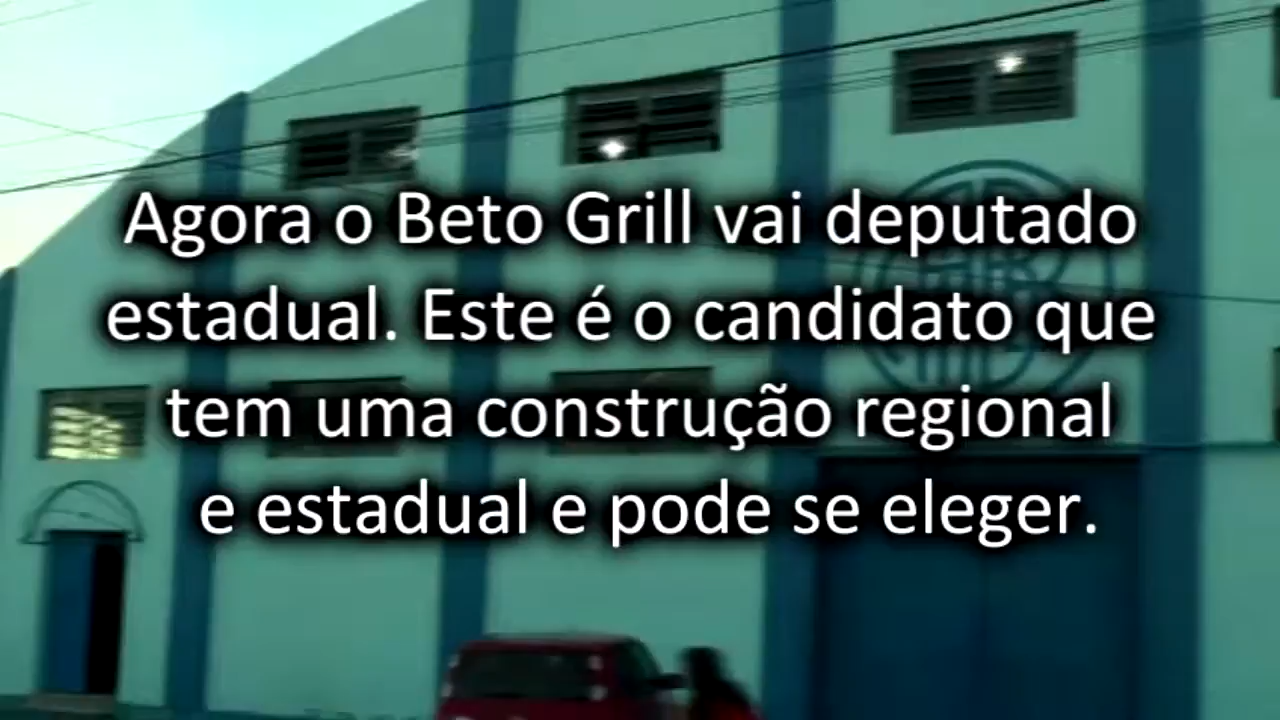 Agora o Beto Grill vai deputado
estadual. Este é o candidato que
tem uma construção regional
e estadual e pode se eleger.